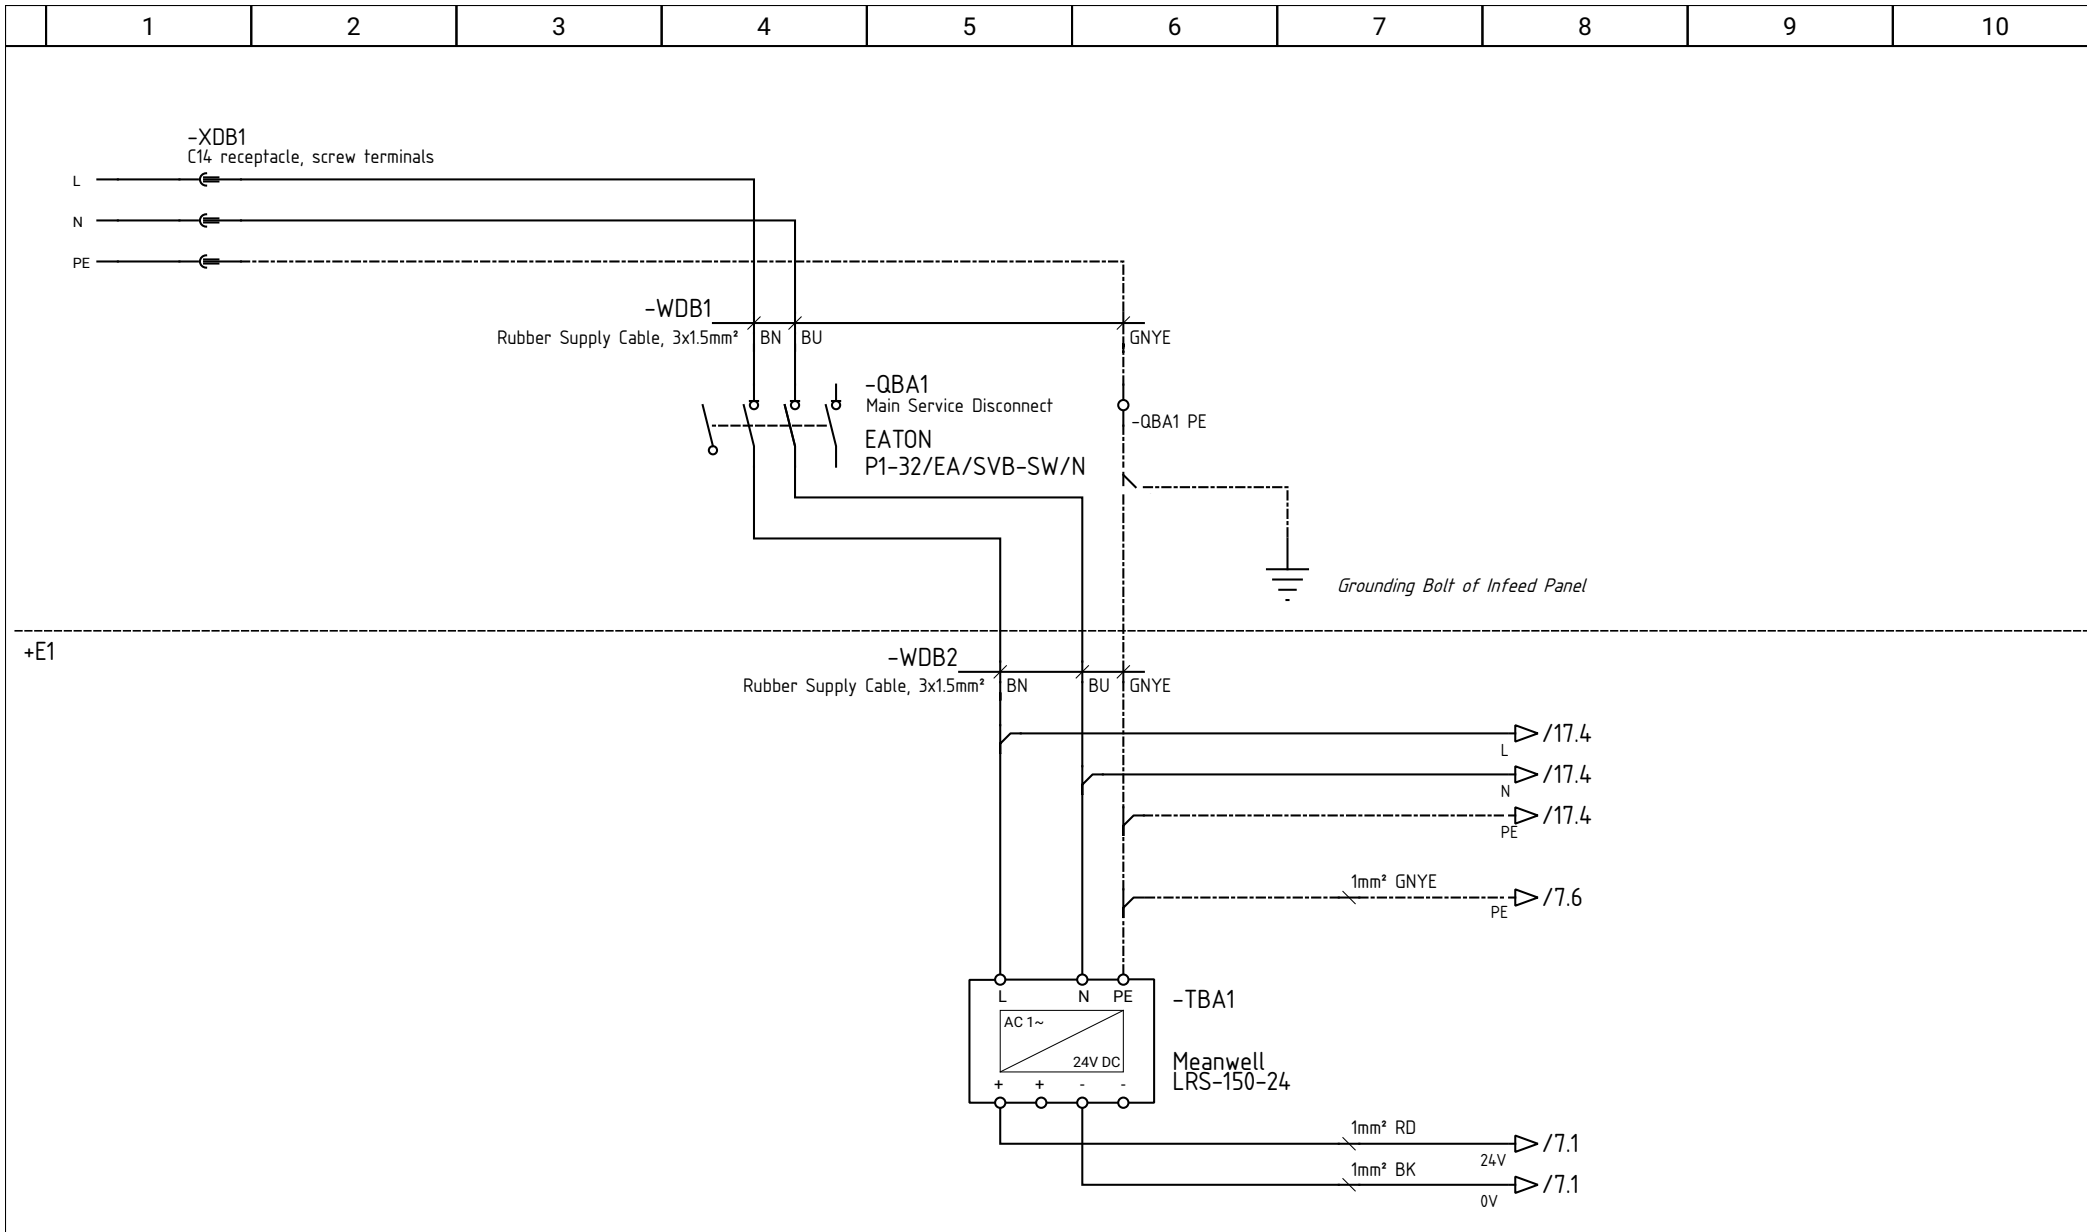 1 2 3 4 5 6 7 8 9 10
-XDB1
C14 receptacle, screw terminals
L
N
PE
-WDB1
Rubber Supply Cable, 3x1.5mm² BN BU GNYE
-QBA1
Main Service Disconnect
EATON
P1-32/EA/SVB-SW/N
-QBA1 PE
Grounding Bolt of Infeed Panel
+E1
-WDB2
Rubber Supply Cable, 3x1.5mm² BN BU GNYE
/17.4
L
/17.4
N
/17.4
PE
1mm² GNYE
/7.6
PE
L N PE
-TBA1
AC 1~
24V DC
Meanwell
LRS-150-24
+ + - -
1mm² RD
/7.1
24V
1mm² BK
/7.1
0V